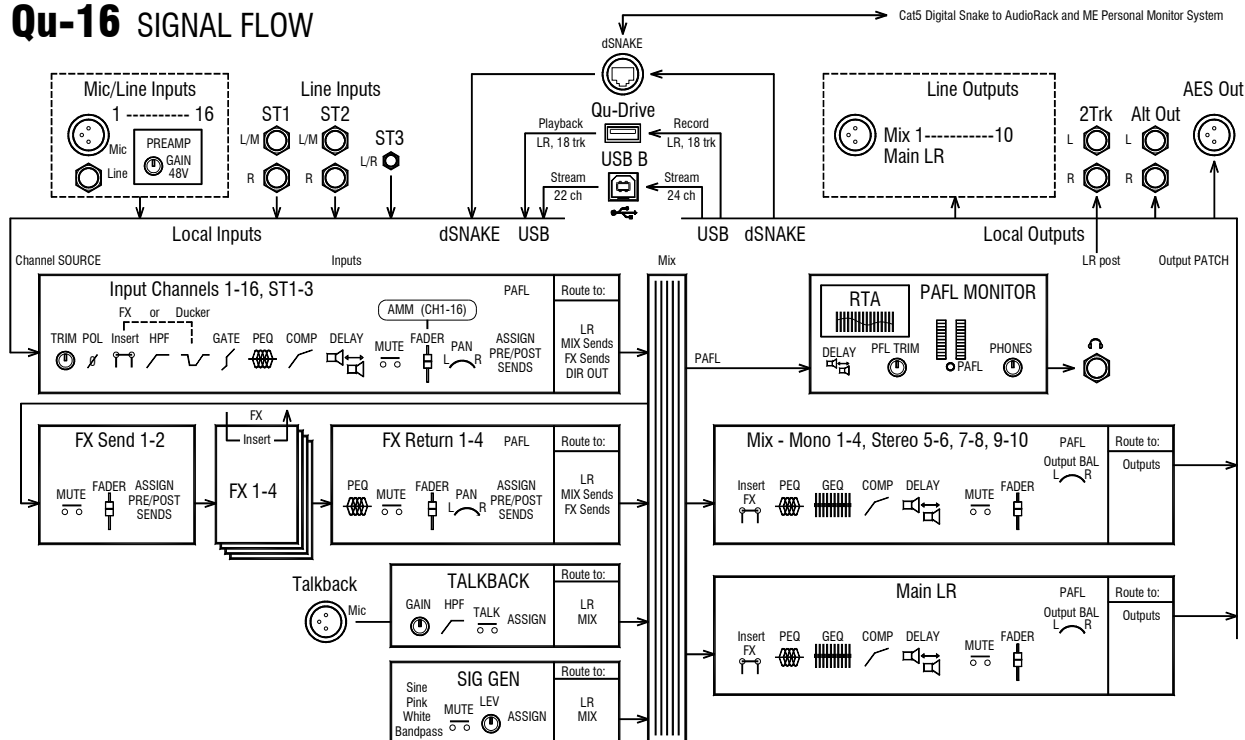 Qu-16 SIGNAL FLOW
Cat5 Digital Snake to AudioRack and ME Personal Monitor System
dSNAKE
Mic/Line Inputs
1 ----------- 16
Mic
Line
PREAMP
GAIN
48V
Line Inputs
ST1
ST2
ST3
L/M
L/M
L/R
R
R
Qu-Drive
Playback
LR, 18 trk
Record
LR, 18 trk
USB B
Stream
22 ch
Stream
24 ch
Line Outputs
Mix 1-----------10
Main LR
2Trk
Alt Out
AES Out
L
L
R
R
Local Inputs
dSNAKE
USB
USB
dSNAKE
Local Outputs
Channel SOURCE
Inputs
Mix
LR post
Output PATCH
Input Channels 1-16, ST1-3
PAFL
Route to:
FX or Ducker
AMM (CH1-16)
TRIM
POL
Insert
HPF
GATE
PEQ
COMP
DELAY
MUTE
FADER
PAN
L
R
ASSIGN
PRE/POST
SENDS
LR
MIX Sends
FX Sends
DIR OUT
PAFL
RTA
PAFL MONITOR
DELAY
PFL TRIM
PAFL
PHONES
FX Send 1-2
MUTE
FADER
ASSIGN
PRE/POST
SENDS
FX
Insert
FX 1-4
FX Return 1-4
PAFL
Route to:
PEQ
MUTE
FADER
PAN
L
R
ASSIGN
PRE/POST
SENDS
LR
MIX Sends
FX Sends
Mix - Mono 1-4, Stereo 5-6, 7-8, 9-10
PAFL
Route to:
Insert
FX
PEQ
GEQ
COMP
DELAY
MUTE
FADER
Output BAL
L
R
Outputs
Talkback
Mic
TALKBACK
Route to:
GAIN
HPF
TALK
ASSIGN
LR
MIX
Main LR
PAFL
Route to:
Insert
FX
PEQ
GEQ
COMP
DELAY
MUTE
FADER
Output BAL
L
R
Outputs
SIG GEN
Route to:
Sine
Pink
White
Bandpass
MUTE
LEV
ASSIGN
LR
MIX